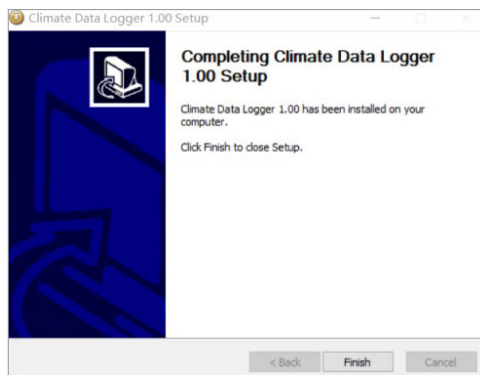 Climate Data Logger 1.00 Setup
Completing Climate Data Logger
1.00 Setup
Climate Data Logger 1.00 has been installed on your
computer.
Click Finish to close Setup.
< Back Finish Cancel